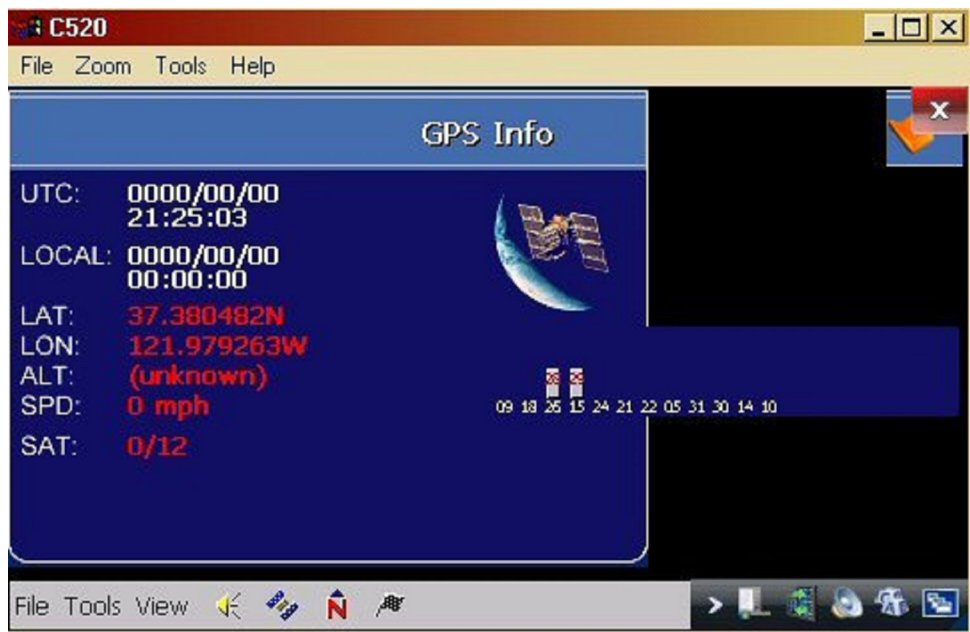 C520
File Zoom Tools Help
GPS Info
UTC: 0000/00/00
21:25:03
LOCAL: 0000/00/00
00:00:00
LAT: 37.380482N
LON: 121.979263W
ALT: (unknown)
SPD: 0 mph
SAT: 0/12
28 29
09 18 26 15 24 21 22 05 31 30 14 10
File Tools View N